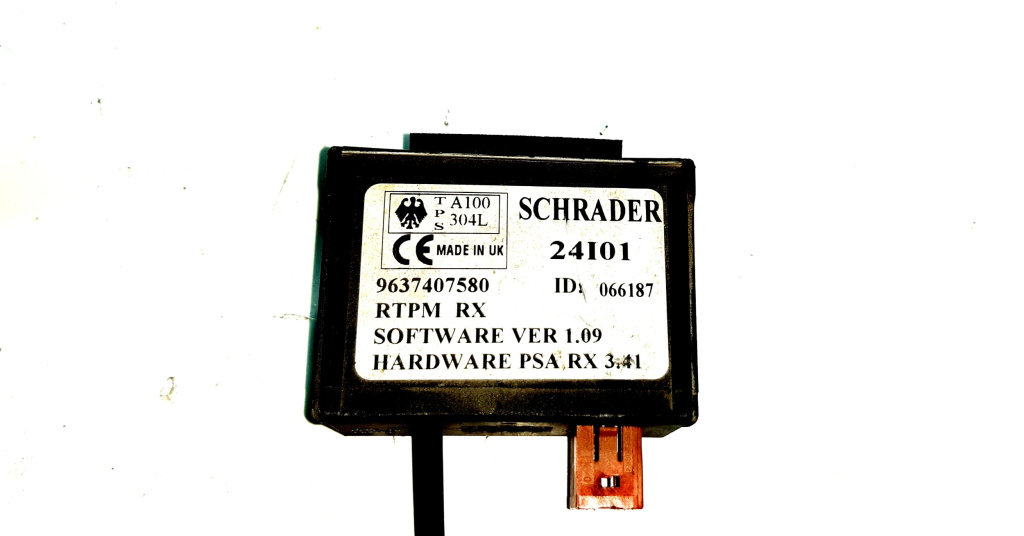 TPS A100
304L
CE MADE IN UK
SCHRADER
24I01
9637407580 ID: 066187
RTPM RX
SOFTWARE VER 1.09
HARDWARE PSA RX 3.41